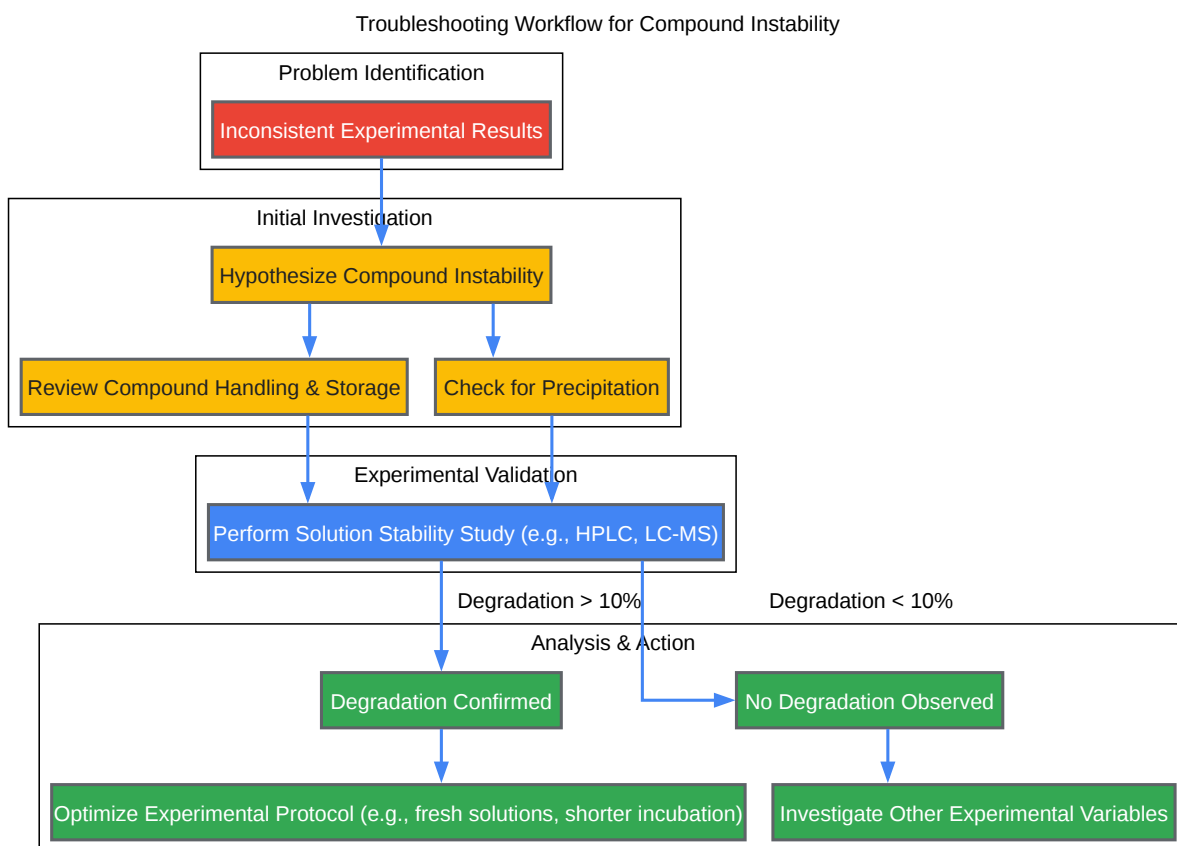 Troubleshooting Workflow for Compound Instability
Problem Identification
Inconsistent Experimental Results
Initial Investigation
Hypothesize Compound Instability
Review Compound Handling & Storage
Check for Precipitation
Experimental Validation
Perform Solution Stability Study (e.g., HPLC, LC-MS)
Degradation > 10%
Degradation < 10%
Analysis & Action
Degradation Confirmed
No Degradation Observed
Optimize Experimental Protocol (e.g., fresh solutions, shorter incubation)
Investigate Other Experimental Variables